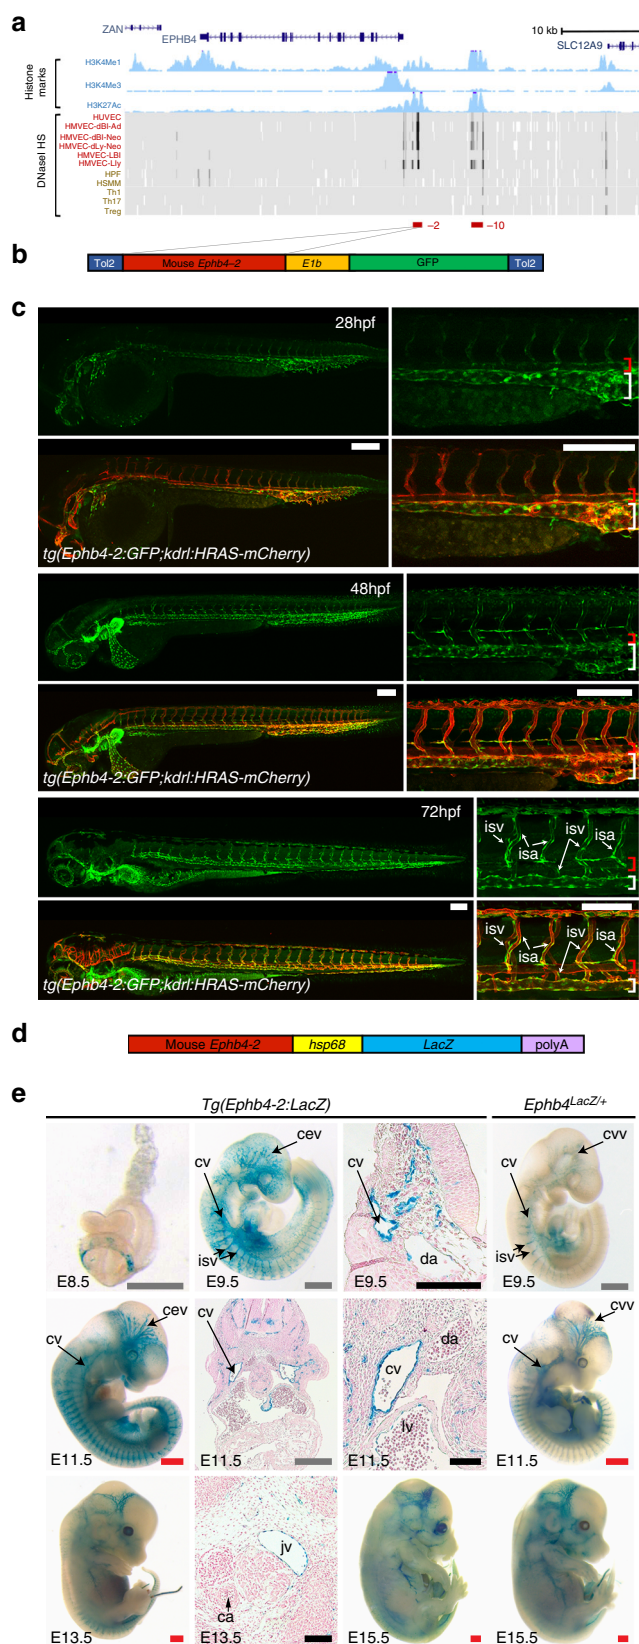 a
ZAN
EPHB4
10 kb
SLC12A9
Histone marks
H3K4Me1
H3K4Me3
H3K27Ac
DNaseI HS
HUVEC
HMVEC-dBl-Ad
HMVEC-dBl-Neo
HMVEC-dLy-Neo
HMVEC-LBl
HMVEC-Lly
HPF
HSMM
Th1
Th17
Treg
–2
–10
b
Tol2
Mouse Ephb4–2
E1b
GFP
Tol2
c
28hpf
tg(Ephb4-2:GFP;kdrl:HRAS-mCherry)
48hpf
tg(Ephb4-2:GFP;kdrl:HRAS-mCherry)
72hpf
isv
isv
isa
isa
tg(Ephb4-2:GFP;kdrl:HRAS-mCherry)
isv
isv
isa
isa
d
Mouse Ephb4-2
hsp68
LacZ
polyA
e
Tg(Ephb4-2:LacZ)
Ephb4LacZ/+
E8.5
cev
cv
isv
E9.5
cv
da
E9.5
cvv
cv
isv
E9.5
cev
cv
E11.5
cv
E11.5
da
cv
lv
E11.5
cvv
cv
E11.5
E13.5
jv
ca
E13.5
E15.5
E15.5